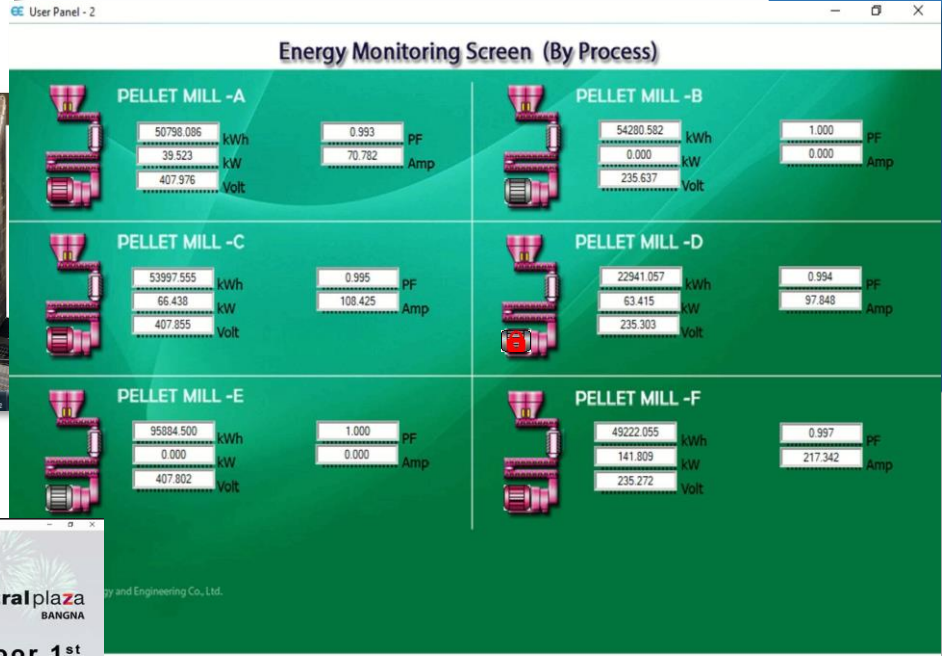 User Panel - 2
Energy Monitoring Screen (By Process)
PELLET MILL -A
50798.086 kWh 0.993 PF
39.523 kW 70.782 Amp
407.976 Volt
PELLET MILL -B
54280.582 kWh 1.000 PF
0.000 kW 0.000 Amp
235.637 Volt
PELLET MILL -C
53997.555 kWh 0.995 PF
66.438 kW 108.425 Amp
407.855 Volt
PELLET MILL -D
22941.057 kWh 0.994 PF
63.415 kW 97.848 Amp
235.303 Volt
PELLET MILL -E
95884.500 kWh 1.000 PF
0.000 kW 0.000 Amp
407.802 Volt
PELLET MILL -F
49222.055 kWh 0.997 PF
141.809 kW 217.342 Amp
235.272 Volt
gy and Engineering Co., Ltd.
ralplaza
BANGNA
oor 1st